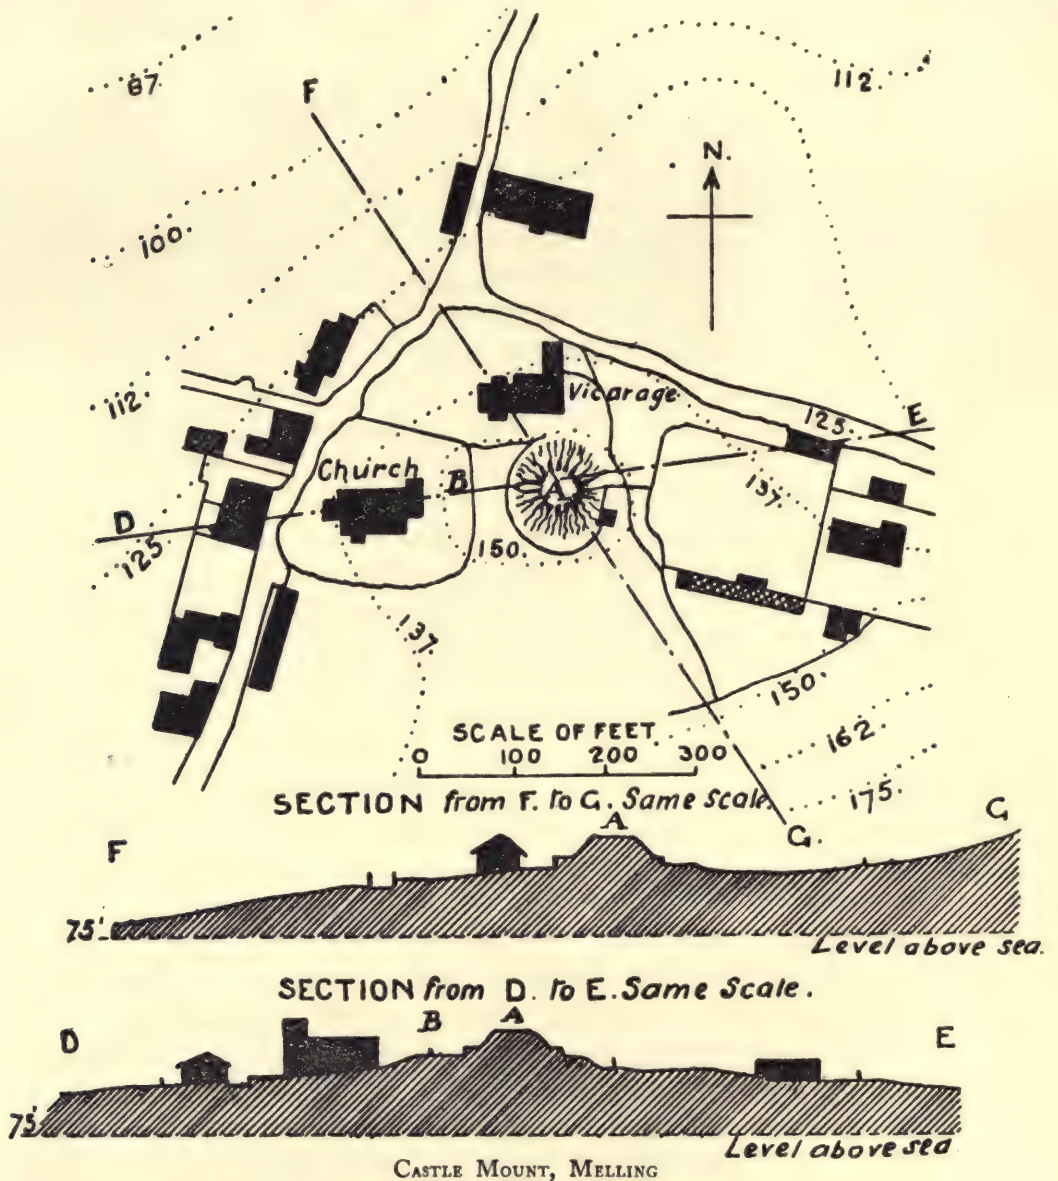 87.
F
112.
N.
100.
112.
Vicarage
E
125.
Church
B
A
137.
D
125.
150.
137.
150.
SCALE OF FEET.
0 100 200 300
162.
175.
SECTION from F. to G. Same Scale.
G.
F
A
G
75'
Level above sea.
SECTION from D. to E. Same Scale.
D
B
A
E
75'
Level above sea
CASTLE MOUNT, MELLING